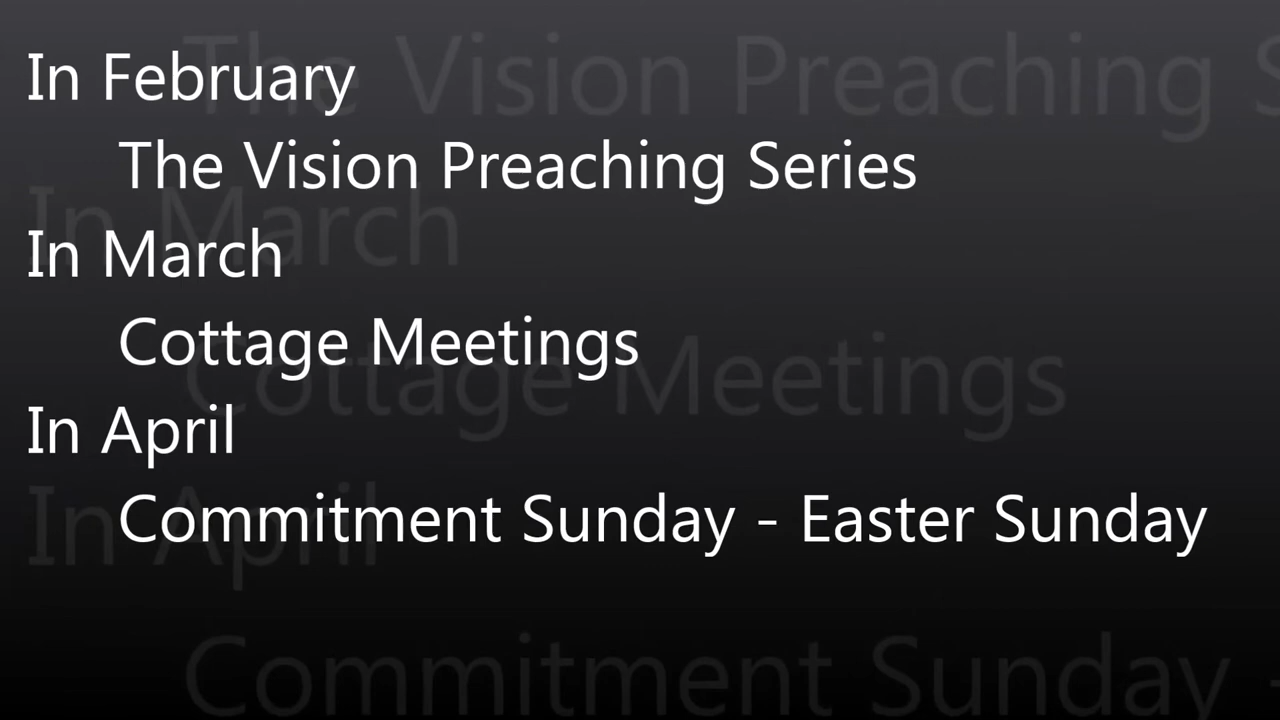 In February
The Vision Preaching Series
In March
Cottage Meetings
In April
Commitment Sunday - Easter Sunday